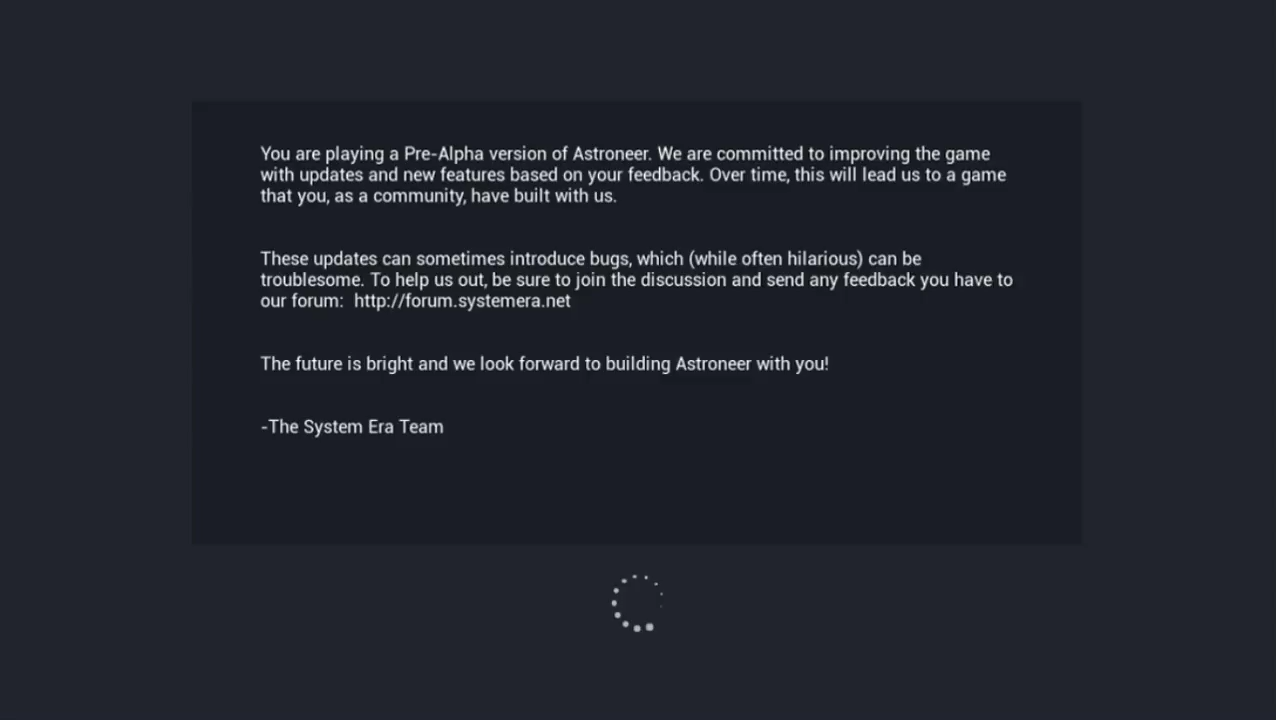 You are playing a Pre-Alpha version of Astroneer. We are committed to improving the game
with updates and new features based on your feedback. Over time, this will lead us to a game
that you, as a community, have built with us.
These updates can sometimes introduce bugs, which (while often hilarious) can be
troublesome. To help us out, be sure to join the discussion and send any feedback you have to
our forum:  http://forum.systemera.net
The future is bright and we look forward to building Astroneer with you!
-The System Era Team